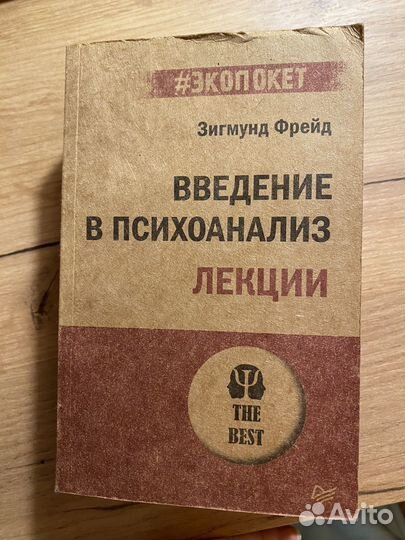 #ЭКОПОКЕТ
Зигмунд Фрейд
ВВЕДЕНИЕ
В ПСИХОАНАЛИЗ
ЛЕКЦИИ
Ψ
THE
BEST
Avito